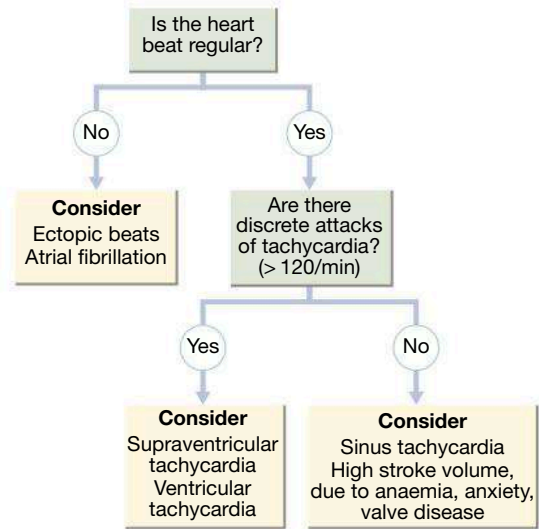 Is the heart
beat regular?
No
Yes
Consider
Ectopic beats
Atrial fibrillation
Are there
discrete attacks
of tachycardia?
(> 120/min)
Yes
No
Consider
Supraventricular
tachycardia
Ventricular
tachycardia
Consider
Sinus tachycardia
High stroke volume,
due to anaemia, anxiety,
valve disease